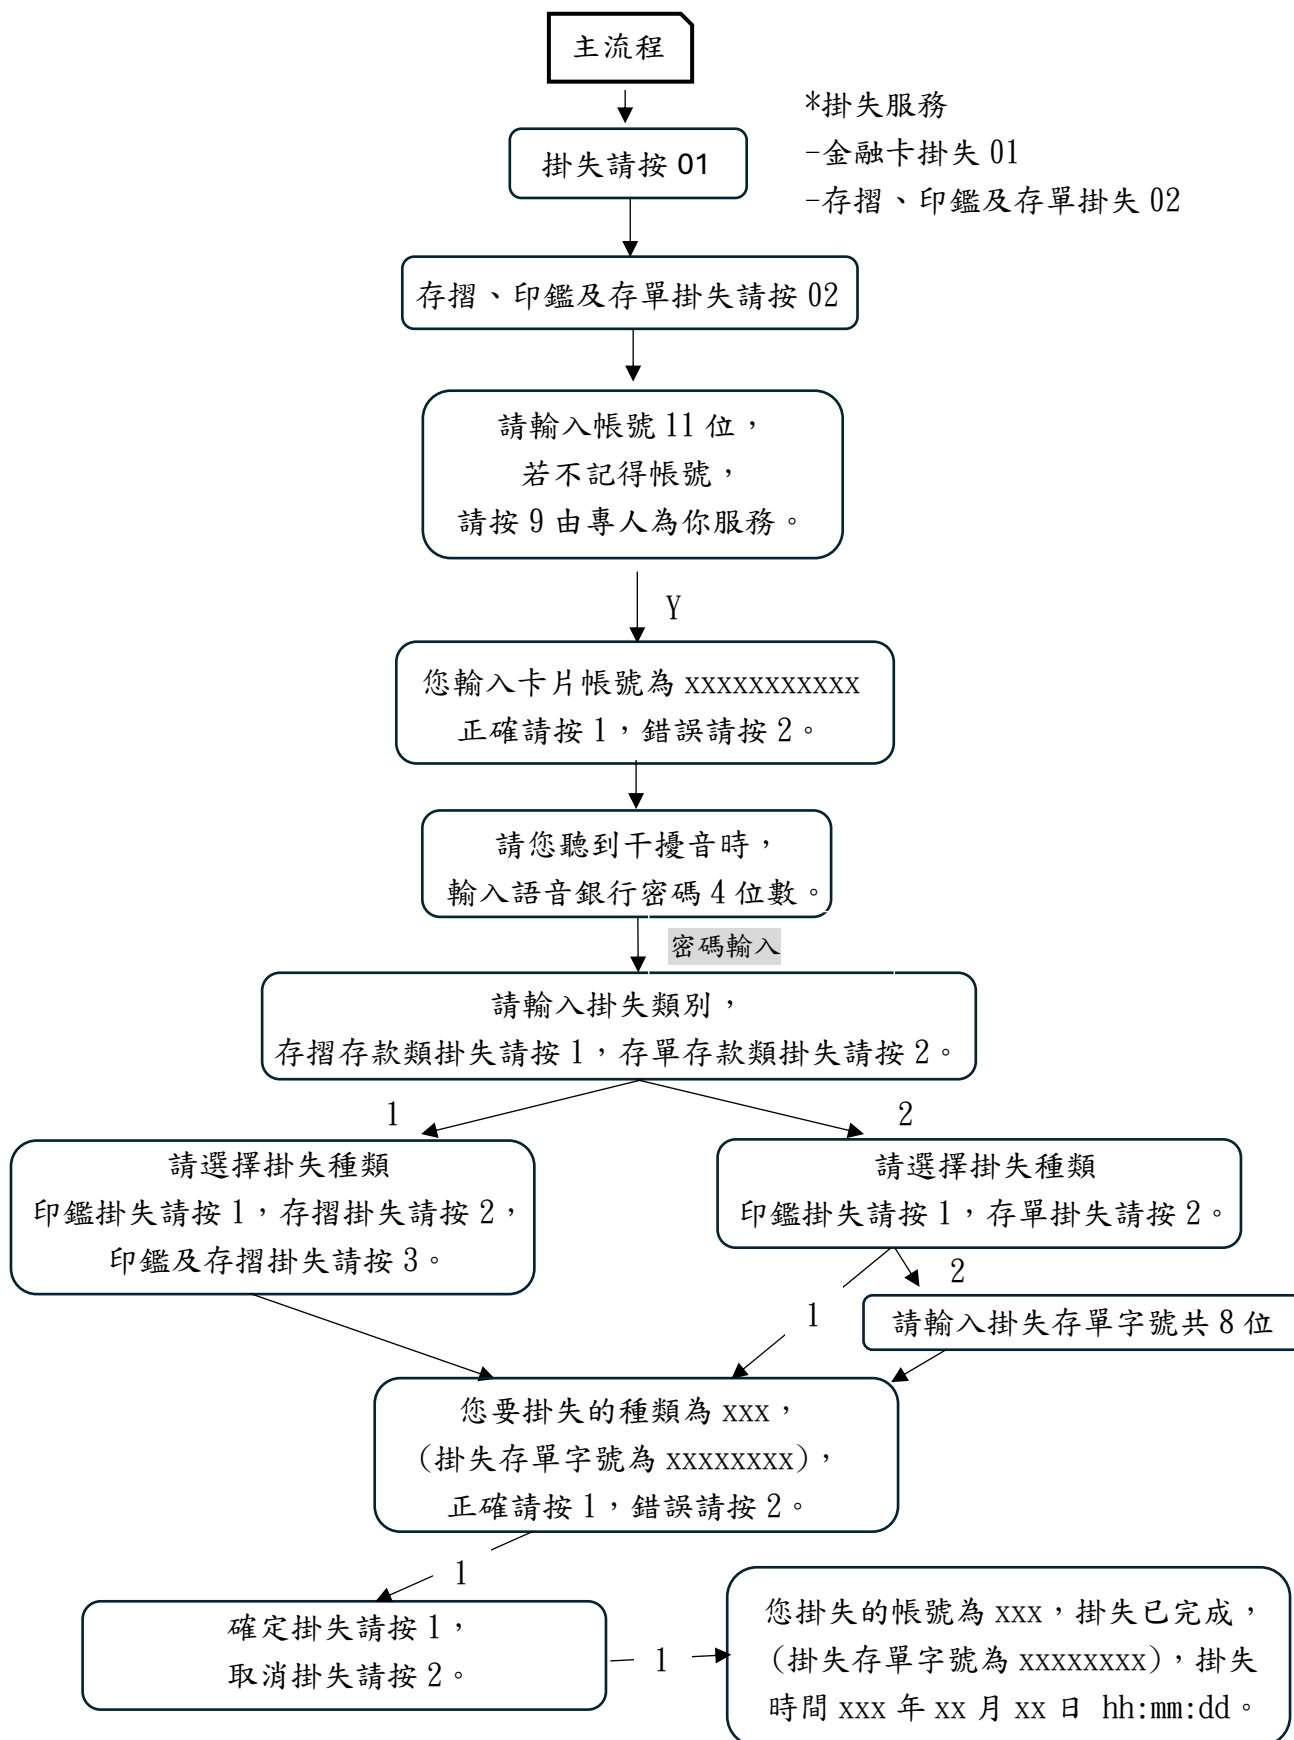 主流程
*掛失服務
-金融卡掛失 01
-存摺、印鑑及存單掛失 02
掛失請按 01
存摺、印鑑及存單掛失請按 02
請輸入帳號 11 位，
若不記得帳號，
請按 9 由專人為你服務。
Y
您輸入卡片帳號為 xxxxxxxxxxx
正確請按 1，錯誤請按 2。
請您聽到干擾音時，
輸入語音銀行密碼 4 位數。
密碼輸入
請輸入掛失類別，
存摺存款類掛失請按 1，存單存款類掛失請按 2。
1
2
請選擇掛失種類
印鑑掛失請按 1，存摺掛失請按 2，
印鑑及存摺掛失請按 3。
請選擇掛失種類
印鑑掛失請按 1，存單掛失請按 2。
2
1
請輸入掛失存單字號共 8 位
您要掛失的種類為 xxx，
(掛失存單字號為 xxxxxxxx)，
正確請按 1，錯誤請按 2。
1
確定掛失請按 1，
取消掛失請按 2。
1
您掛失的帳號為 xxx，掛失已完成，
(掛失存單字號為 xxxxxxxx)，掛失
時間 xxx 年 xx 月 xx 日 hh:mm:dd。